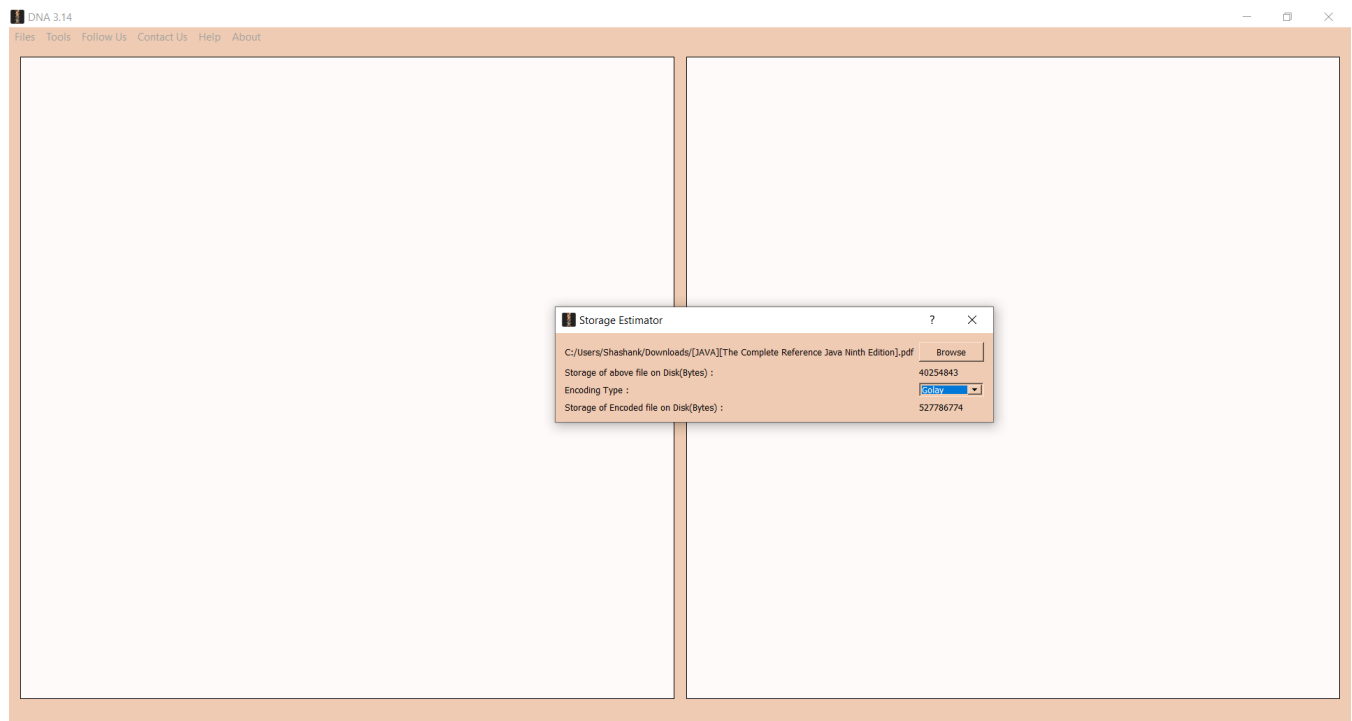 DNA 3.14
Files Tools Follow Us Contact Us Help About
Storage Estimator ?
C:/Users/Shashank/Downloads/[JAVA][The Complete Reference Java Ninth Edition].pdf Browse
Storage of above file on Disk(Bytes) : 40254843
Encoding Type : Golay
Storage of Encoded file on Disk(Bytes) : 527786774